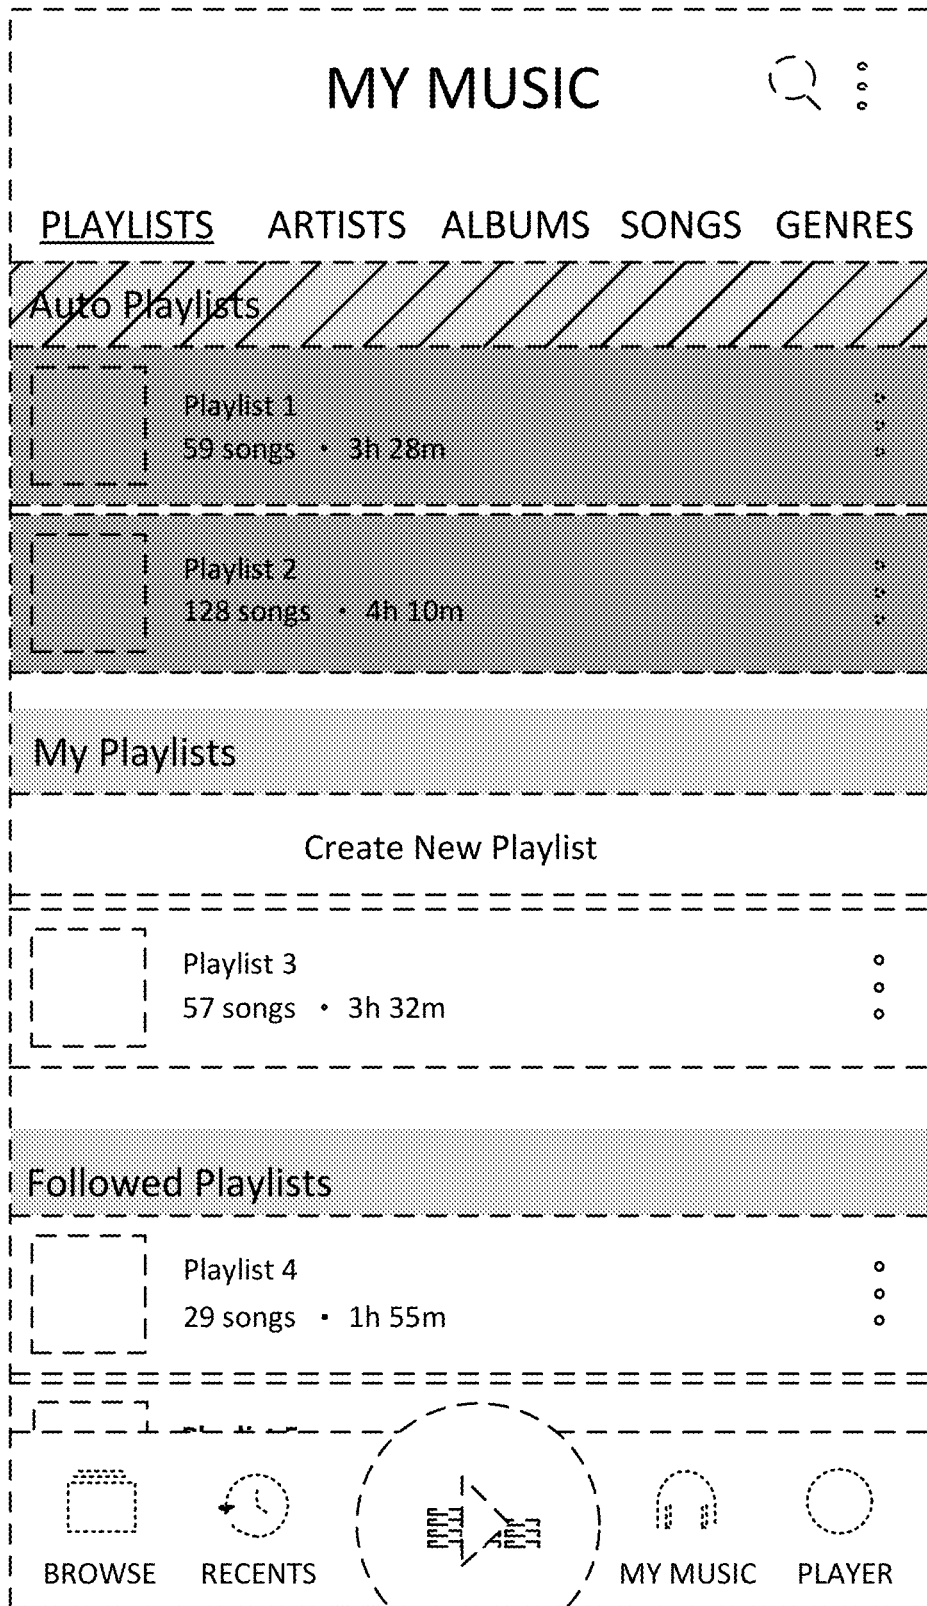 MY MUSIC
PLAYLISTS ARTISTS ALBUMS SONGS GENRES
Auto Playlists
Playlist 1
59 songs • 3h 28m
Playlist 2
128 songs • 4h 10m
My Playlists
Create New Playlist
Playlist 3
57 songs • 3h 32m
Followed Playlists
Playlist 4
29 songs • 1h 55m
BROWSE RECENTS MY MUSIC PLAYER